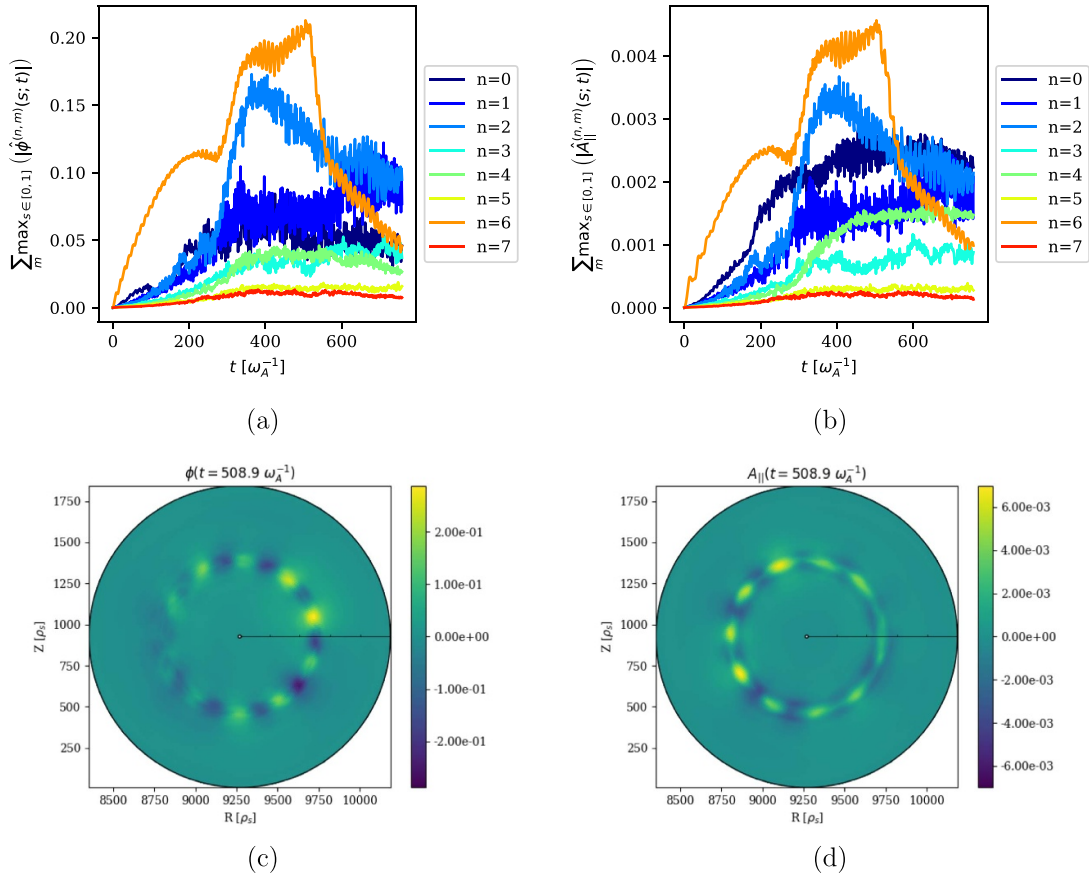 0.20
0.15
0.10
0.05
0.00
∑_m max_{s∈[0,1]} (|ϕ̂^{(n,m)}(s;t)|)
0 200 400 600
t [ω_A^{-1}]
n=0
n=1
n=2
n=3
n=4
n=5
n=6
n=7
(a)
0.004
0.003
0.002
0.001
0.000
∑_m max_{s∈[0,1]} (|Â_{||}^{(n,m)}(s;t)|)
0 200 400 600
t [ω_A^{-1}]
n=0
n=1
n=2
n=3
n=4
n=5
n=6
n=7
(b)
ϕ(t = 508.9 ω_A^{-1})
1750
1500
1250
1000
750
500
250
Z [ρ_s]
8500 9000 9250 9500 9750 10000
R [ρ_s]
2.00e-01
1.00e-01
0.00e+00
-1.00e-01
-2.00e-01
(c)
A_{||}(t = 508.9 ω_A^{-1})
1750
1500
1250
1000
750
500
250
Z [ρ_s]
8500 9000 9250 9500 9750 10000
R [ρ_s]
6.00e-03
4.00e-03
2.00e-03
0.00e+00
-2.00e-03
-4.00e-03
-6.00e-03
(d)